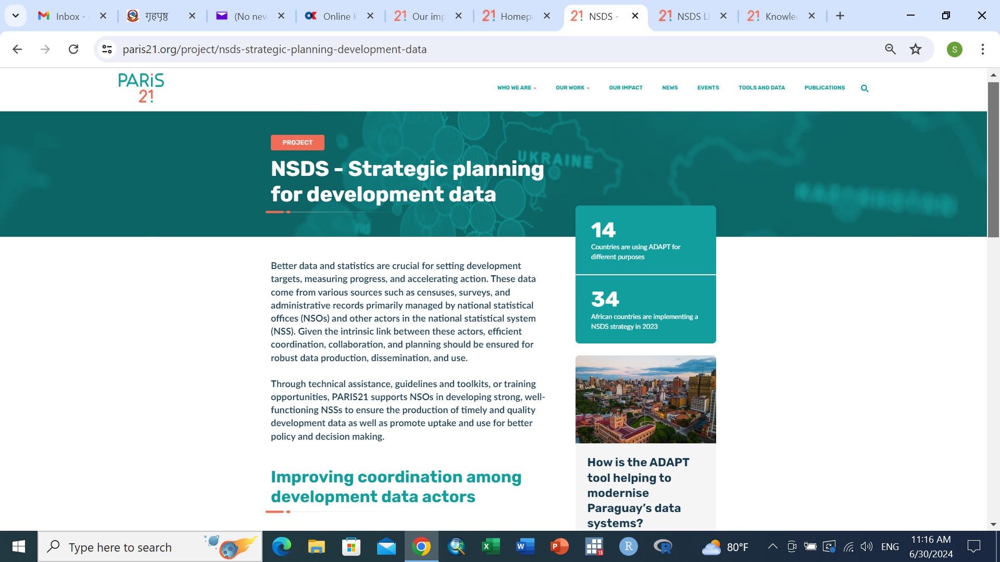 Inbox -
गृहपृष्ठ
(No new
Online K
Our imp
Homepa
NSDS -
NSDS LI
Knowled
paris21.org/project/nsds-strategic-planning-development-data
S
PARiS
21!
WHO WE ARE
OUR WORK
OUR IMPACT
NEWS
EVENTS
TOOLS AND DATA
PUBLICATIONS
UKRAINE
PROJECT
NSDS - Strategic planning
for development data
14
Countries are using ADAPT for
different purposes
34
African countries are implementing a
NSDS strategy in 2023
Better data and statistics are crucial for setting development
targets, measuring progress, and accelerating action. These data
come from various sources such as censuses, surveys, and
administrative records primarily managed by national statistical
offices (NSOs) and other actors in the national statistical system
(NSS). Given the intrinsic link between these actors, efficient
coordination, collaboration, and planning should be ensured for
robust data production, dissemination, and use.
Through technical assistance, guidelines and toolkits, or training
opportunities, PARIS21 supports NSOs in developing strong, well-
functioning NSSs to ensure the production of timely and quality
development data as well as promote uptake and use for better
policy and decision making.
Improving coordination among
development data actors
How is the ADAPT
tool helping to
modernise
Paraguay's data
systems?
Type here to search
15
80°F
ENG
11:16 AM
6/30/2024